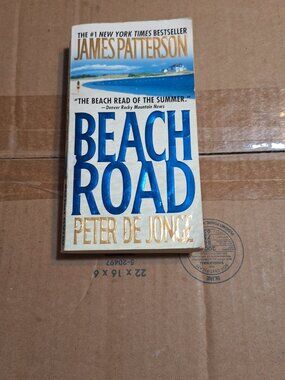 THE #1 NEW YORK TIMES BESTSELLER
JAMES PATTERSON
"THE BEACH READ OF THE SUMMER."
—Denver Rocky Mountain News
BEACH
ROAD
PETER DE JONGE
22 x 16 x 6
S-20497